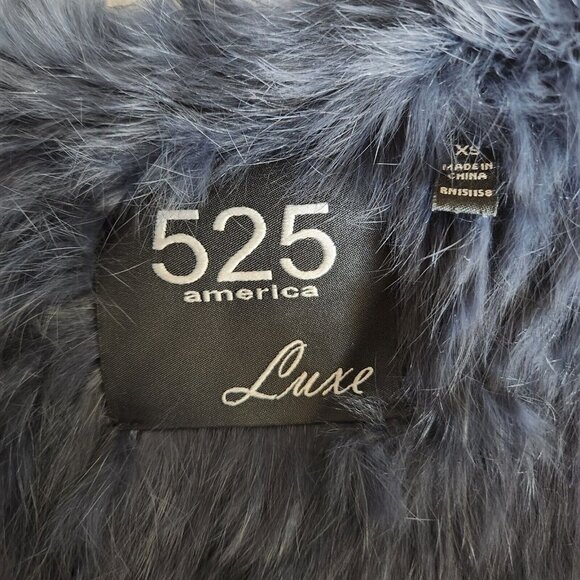 525
america
Luxe
XS
MADE IN
CHINA
RN151158